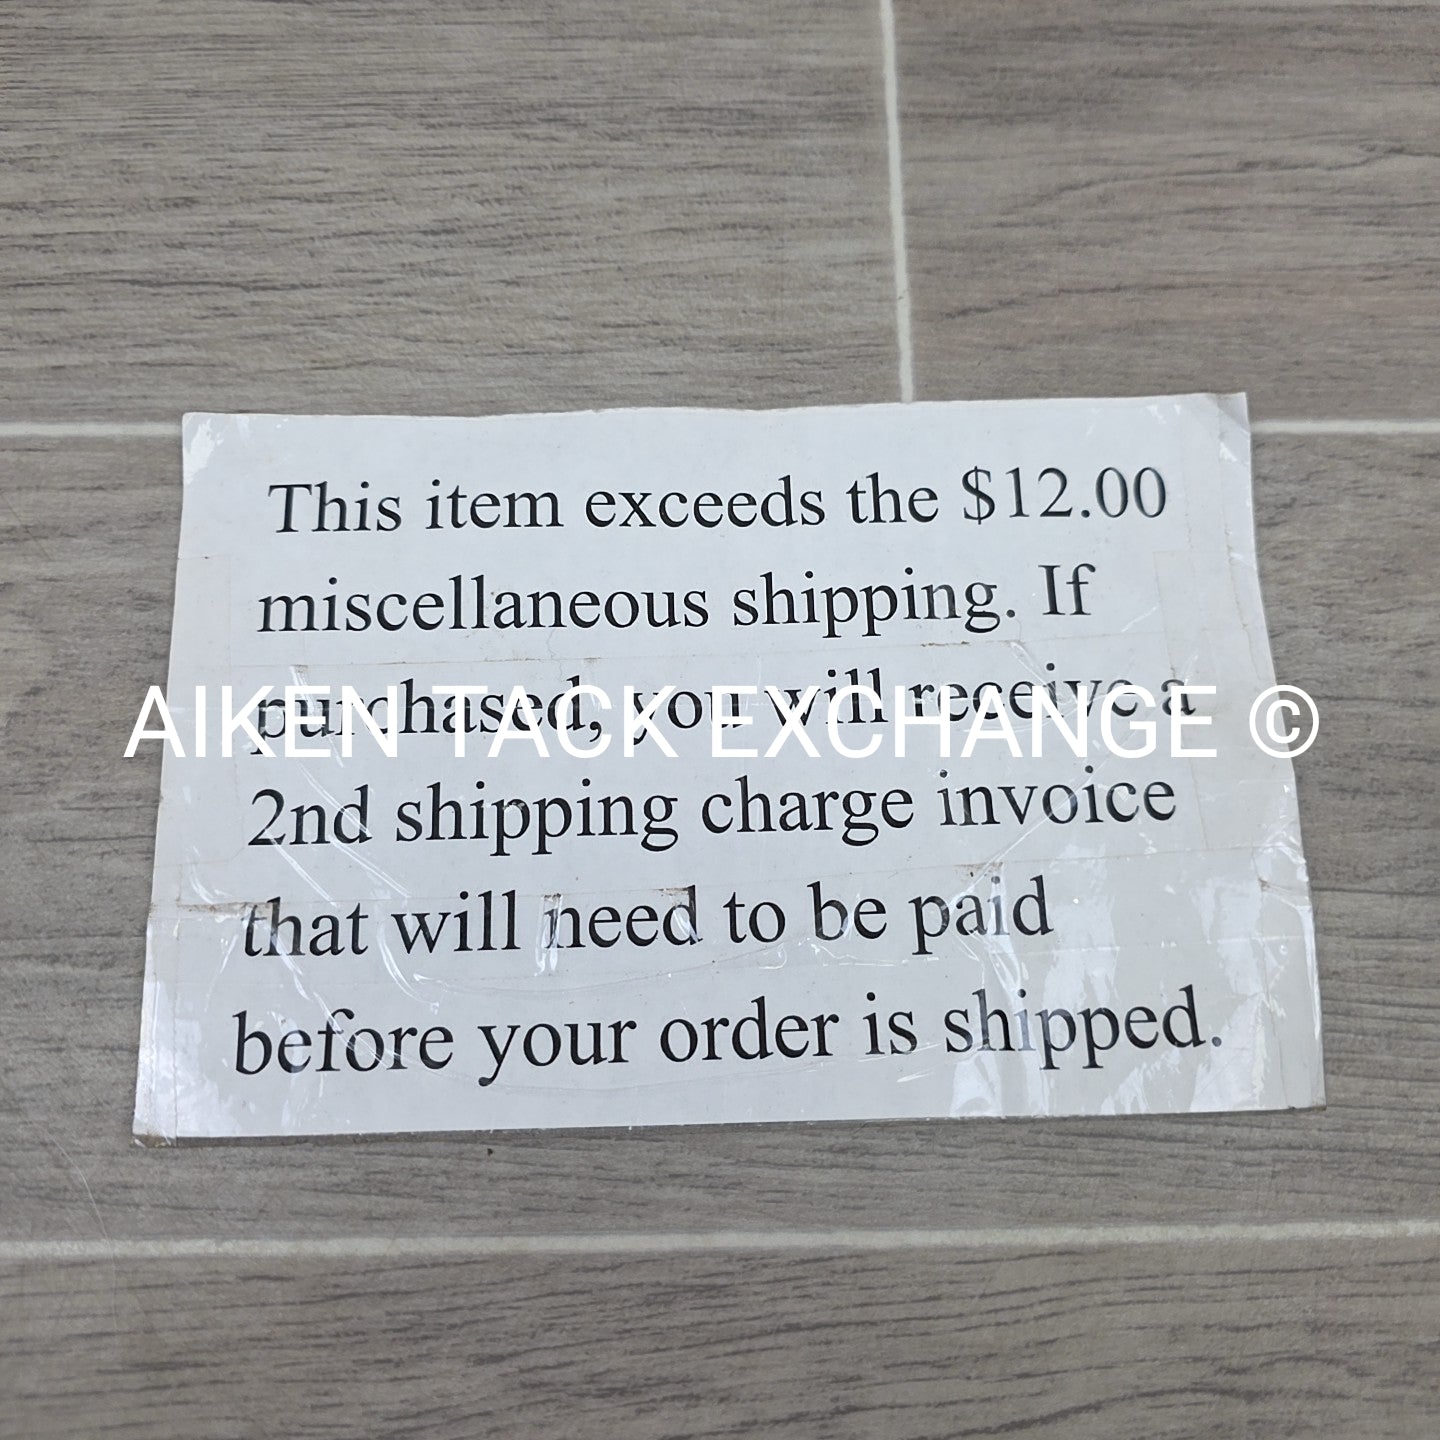 This item exceeds the $12.00
miscellaneous shipping. If
purchased, you will receive a
AIKEN TACK EXCHANGE ©
2nd shipping charge invoice
that will need to be paid
before your order is shipped.